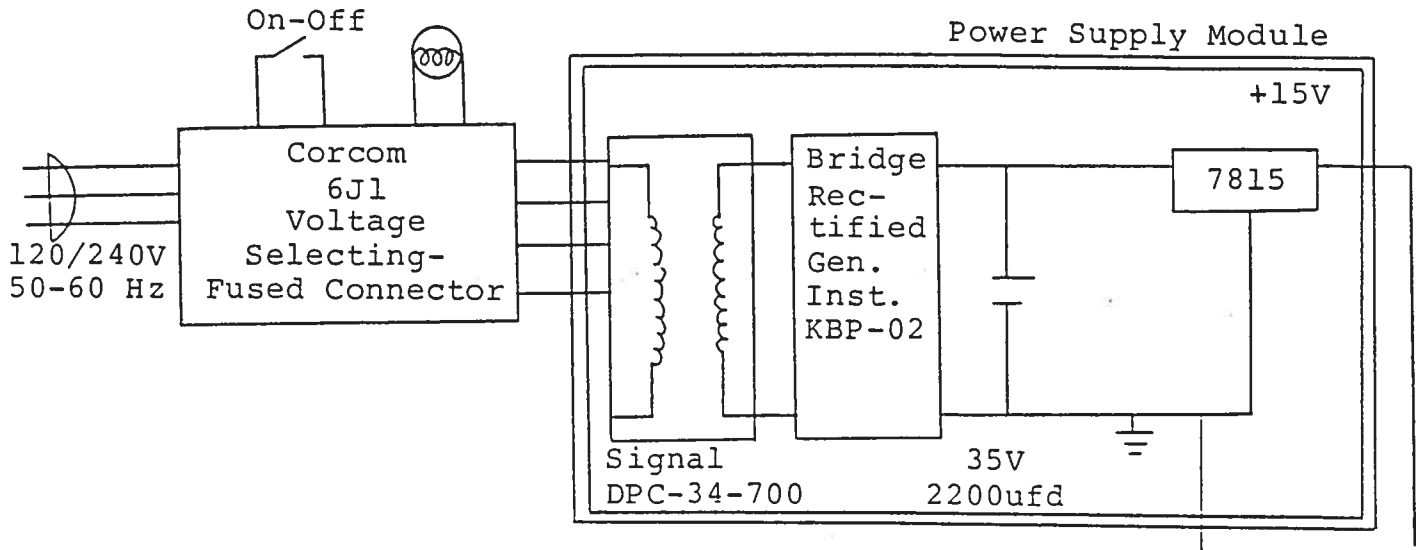 On-Off
Power Supply Module
+15V
Corcom
6J1
Voltage
Selecting-
Fused Connector
120/240V
50-60 Hz
Bridge
Rec-
tified
Gen.
Inst.
KBP-02
7815
Signal
DPC-34-700
35V
2200ufd